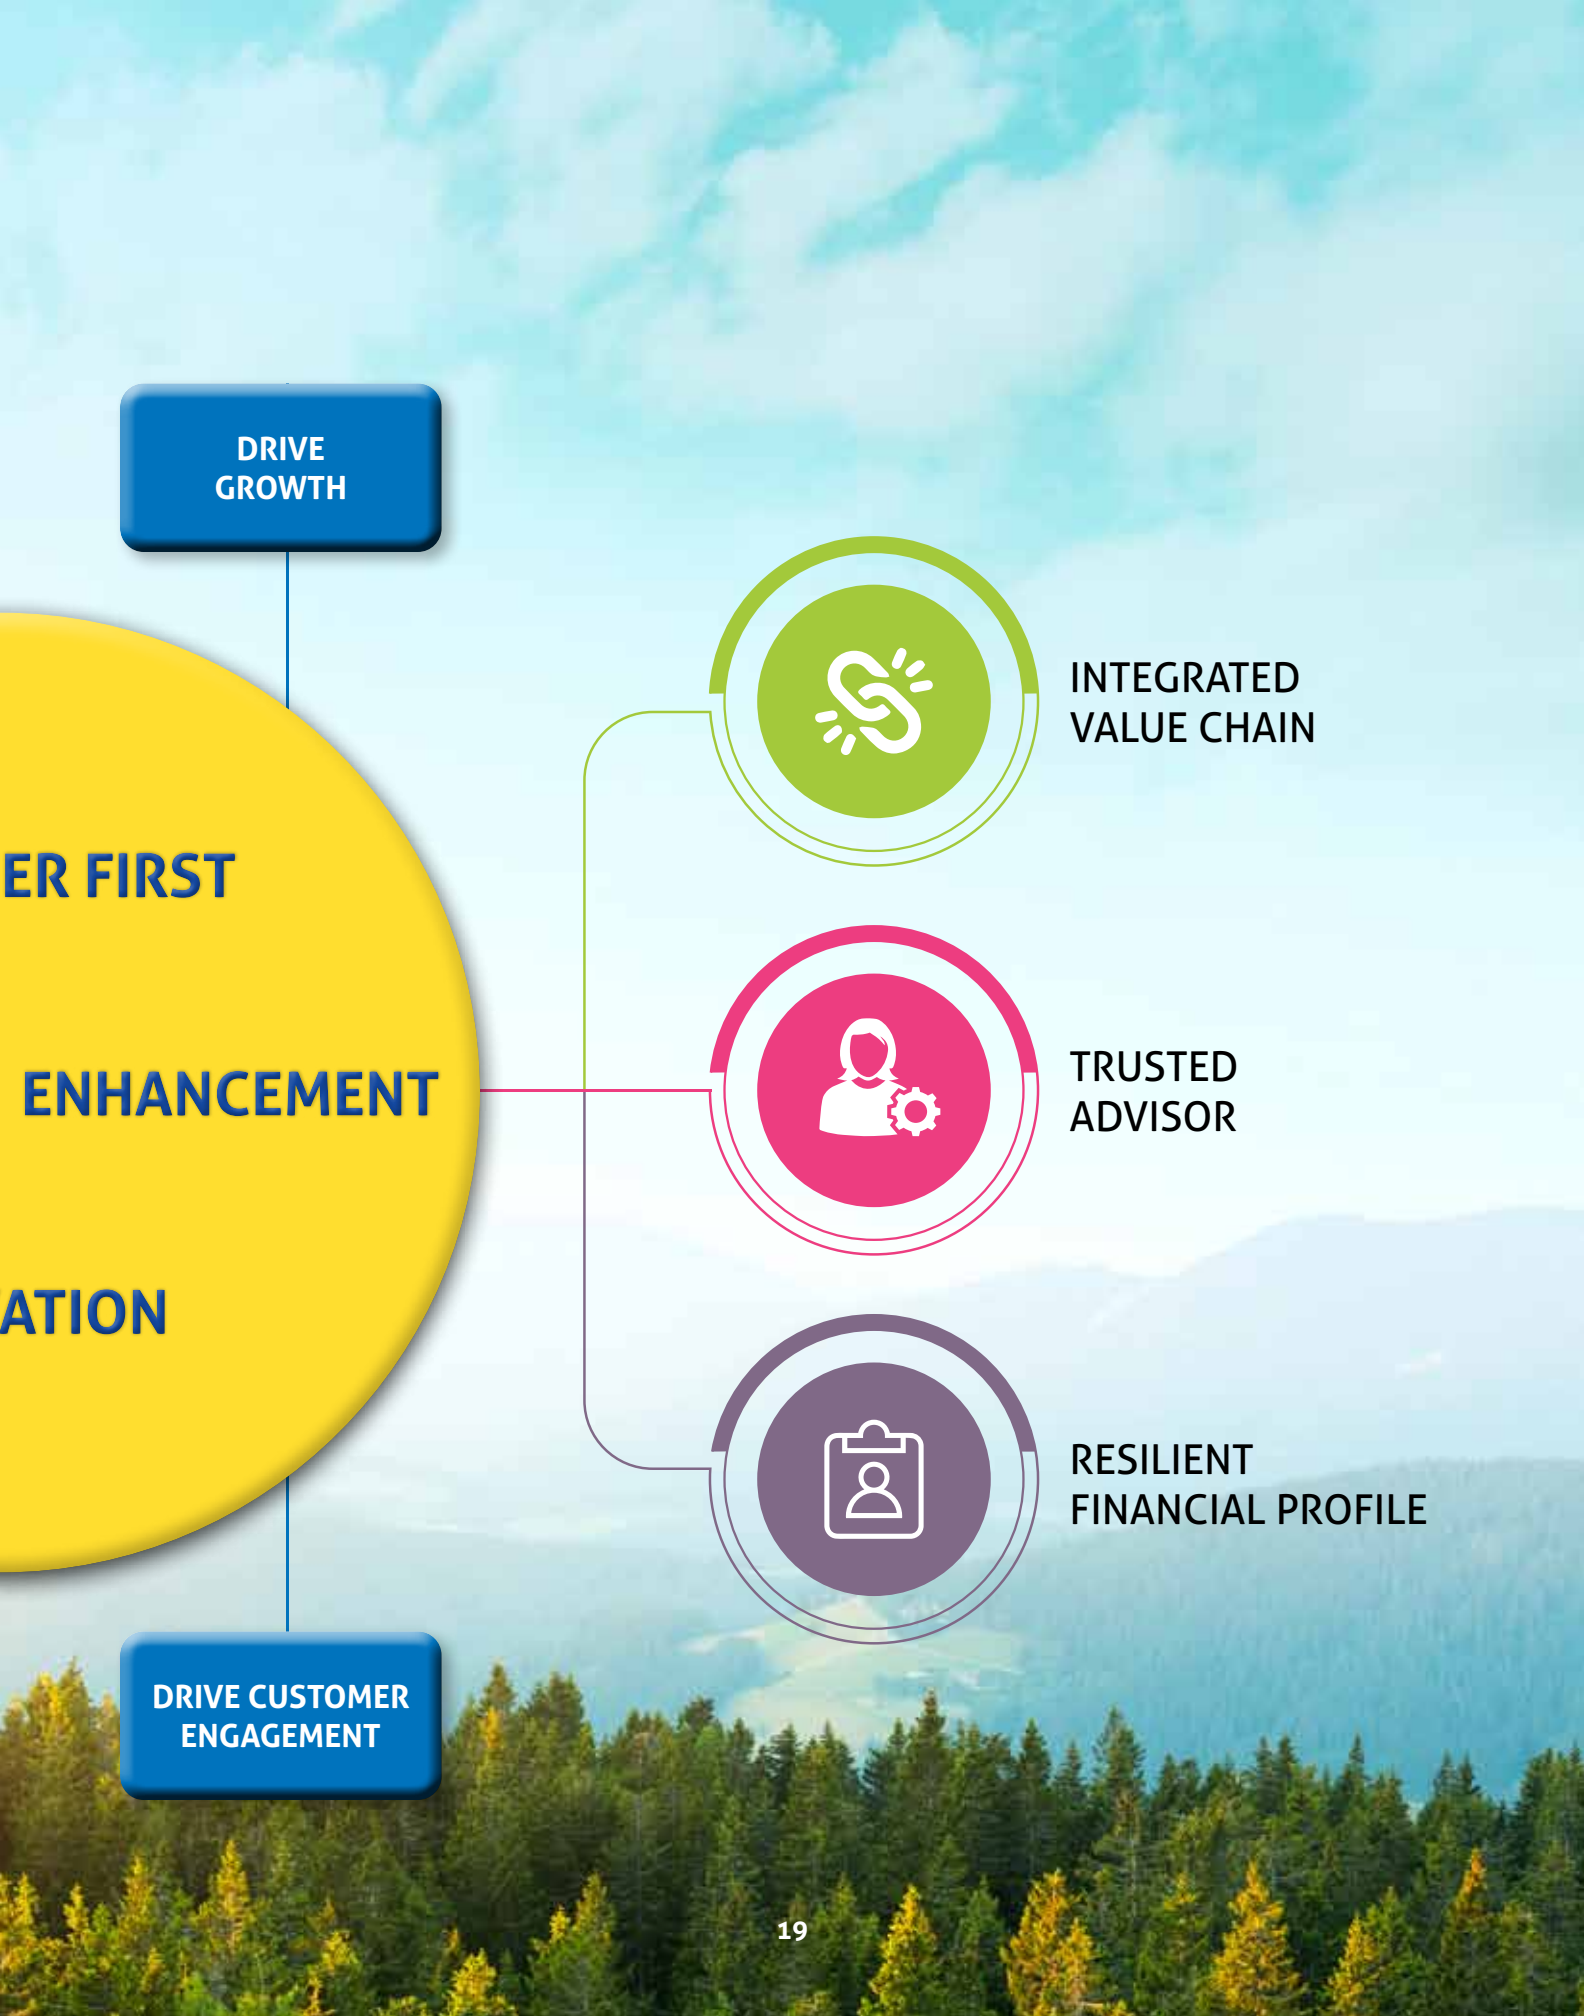 DRIVE
GROWTH
INTEGRATED
VALUE CHAIN
ER FIRST
TRUSTED
ADVISOR
ENHANCEMENT
ATION
RESILIENT
FINANCIAL PROFILE
DRIVE CUSTOMER
ENGAGEMENT
19